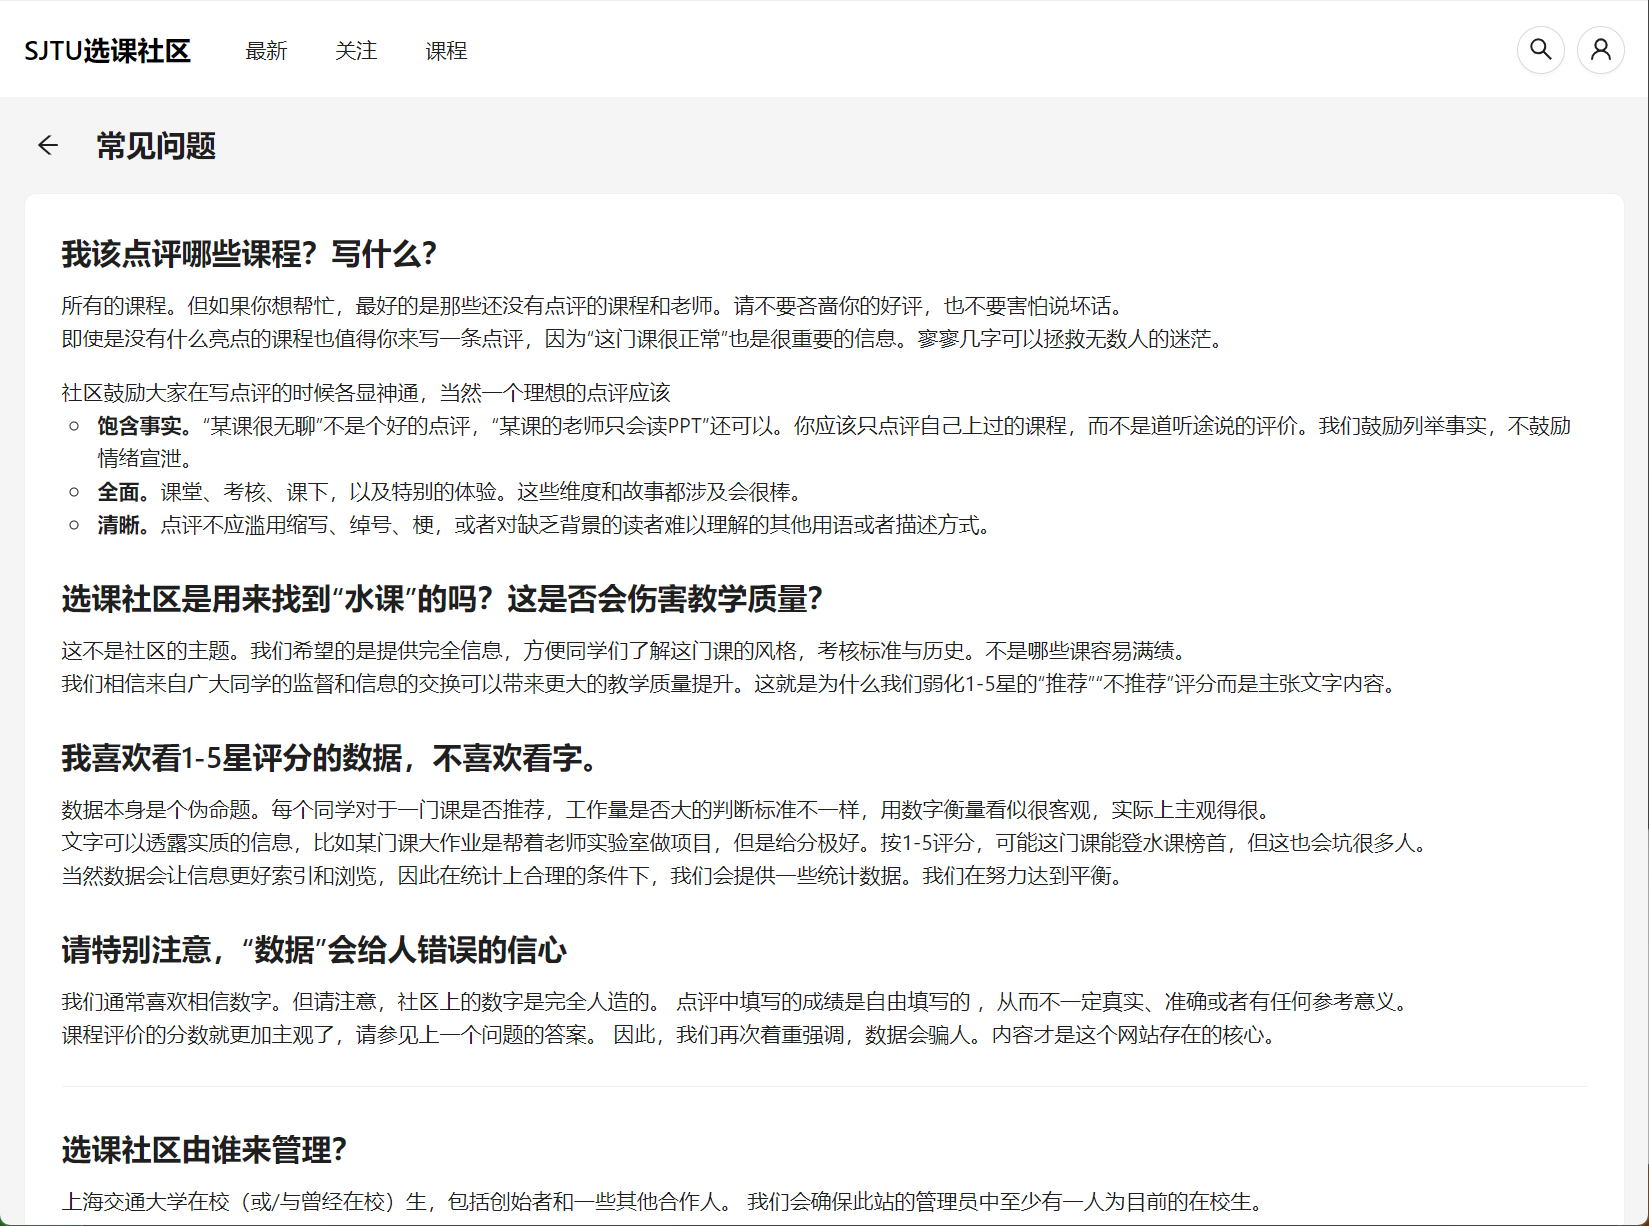 SJTU选课社区
最新
关注
课程
常见问题
我该点评哪些课程？写什么？
所有的课程。但如果你想帮忙，最好的是那些还没有点评的课程和老师。请不要吝啬你的好评，也不要害怕说坏话。
即使是没有什么亮点的课程也值得你来写一条点评，因为“这门课很正常”也是很重要的信息。寥寥几字可以拯救无数人的迷茫。
社区鼓励大家在写点评的时候各显神通，当然一个理想的点评应该
饱含事实。“某课很无聊”不是个好的点评，“某课的老师只会读PPT”还可以。你应该只点评自己上过的课程，而不是道听途说的评价。我们鼓励列举事实，不鼓励
情绪宣泄。
全面。课堂、考核、课下，以及特别的体验。这些维度和故事都涉及会很棒。
清晰。点评不应滥用缩写、绰号、梗，或者对缺乏背景的读者难以理解的其他用语或者描述方式。
选课社区是用来找到“水课”的吗？这是否会伤害教学质量？
这不是社区的主题。我们希望的是提供完全信息，方便同学们了解这门课的风格，考核标准与历史。不是哪些课容易满绩。
我们相信来自广大同学的监督和信息的交换可以带来更大的教学质量提升。这就是为什么我们弱化1-5星的“推荐”“不推荐”评分而是主张文字内容。
我喜欢看1-5星评分的数据，不喜欢看字。
数据本身是个伪命题。每个同学对于一门课是否推荐，工作量是否大的判断标准不一样，用数字衡量看似很客观，实际上主观得很。
文字可以透露实质的信息，比如某门课大作业是帮着老师实验室做项目，但是给分极好。按1-5评分，可能这门课能登水课榜首，但这也会坑很多人。
当然数据会让信息更好索引和浏览，因此在统计上合理的条件下，我们会提供一些统计数据。我们在努力达到平衡。
请特别注意，“数据”会给人错误的信心
我们通常喜欢相信数字。但请注意，社区上的数字是完全人造的。 点评中填写的成绩是自由填写的 ，从而不一定真实、准确或者有任何参考意义。
课程评价的分数就更加主观了，请参见上一个问题的答案。 因此，我们再次着重强调，数据会骗人。内容才是这个网站存在的核心。
选课社区由谁来管理？
上海交通大学在校（或/与曾经在校）生，包括创始者和一些其他合作人。 我们会确保此站的管理员中至少有一人为目前的在校生。